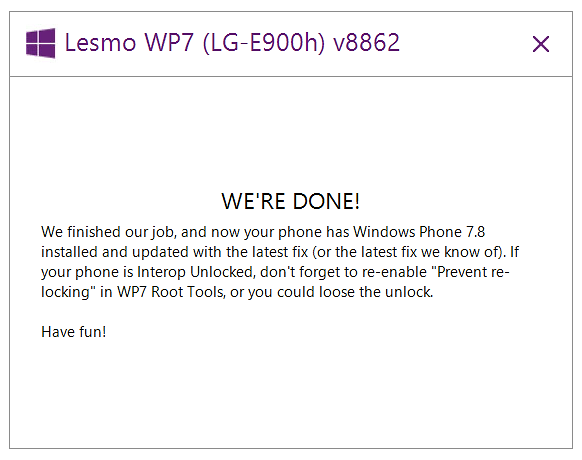 Lesmo WP7 (LG-E900h) v8862
WE'RE DONE!
We finished our job, and now your phone has Windows Phone 7.8
installed and updated with the latest fix (or the latest fix we know of). If
your phone is Interop Unlocked, don't forget to re-enable "Prevent re-
locking" in WP7 Root Tools, or you could loose the unlock.
Have fun!